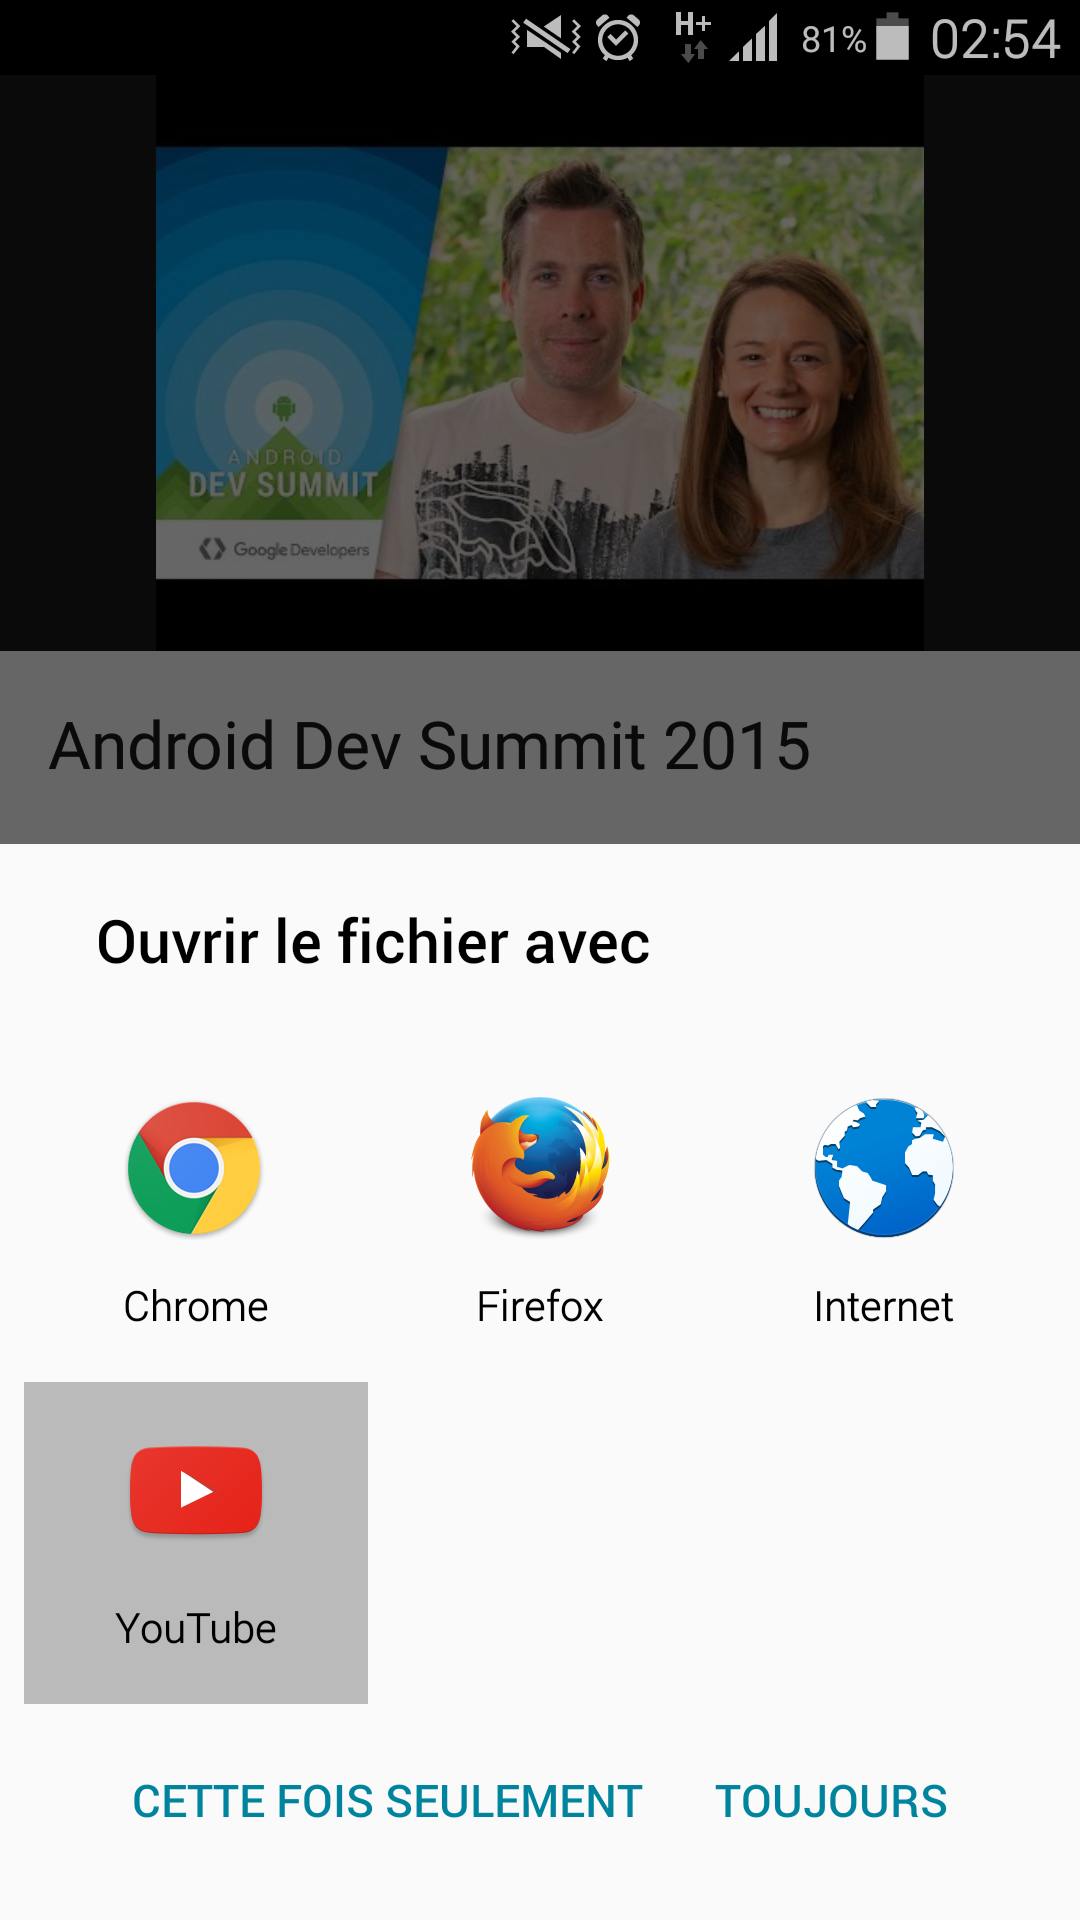 H+
81% 02:54
ANDROID
DEV SUMMIT
Google Developers
Android Dev Summit 2015
Ouvrir le fichier avec
Chrome
Firefox
Internet
YouTube
CETTE FOIS SEULEMENT
TOUJOURS